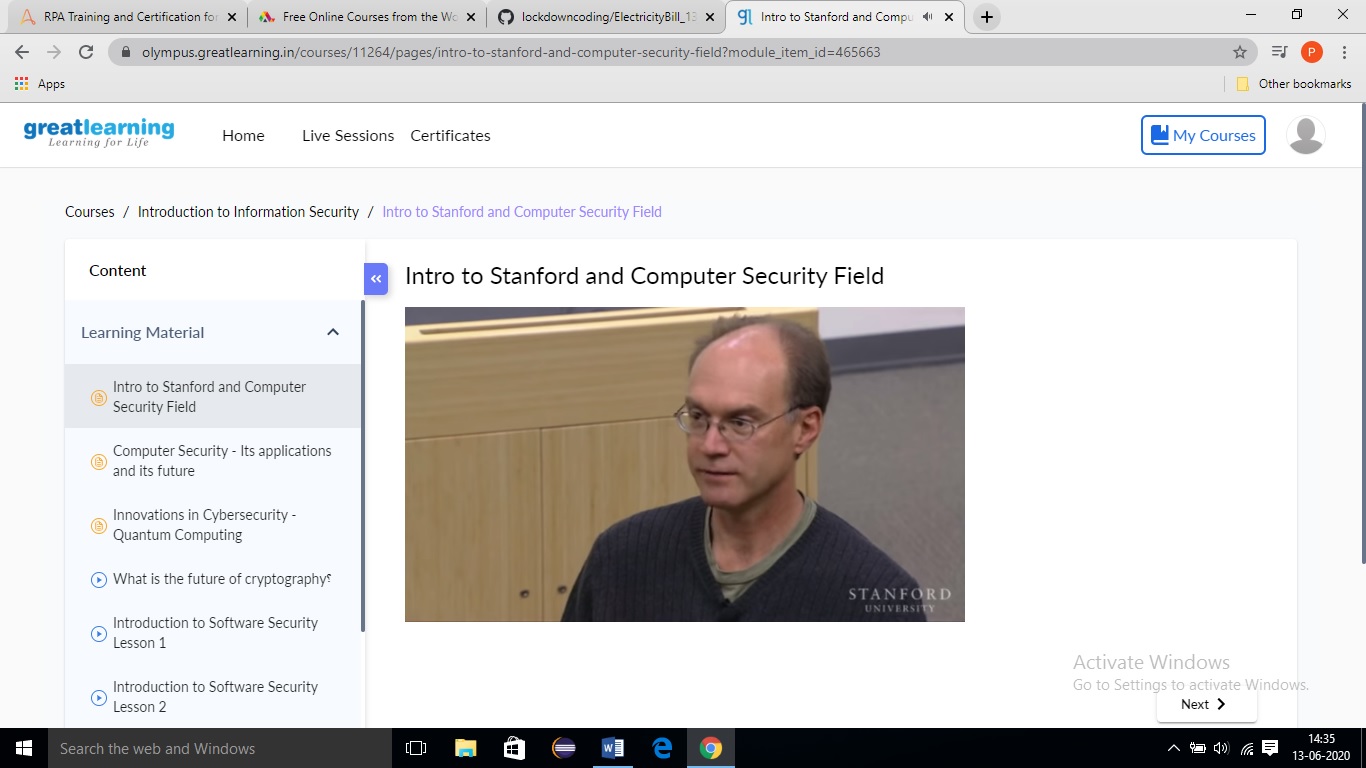 RPA Training and Certification fo
Free Online Courses from the Wo
lockdowncoding/ElectricityBill_13
Intro to Stanford and Compu
olympus.greatlearning.in/courses/11264/pages/intro-to-stanford-and-computer-security-field?module_item_id=465663
P
Apps
Other bookmarks
greatlearning
Learning for Life
Home
Live Sessions
Certificates
My Courses
Courses / Introduction to Information Security / Intro to Stanford and Computer Security Field
Content
Learning Material
Intro to Stanford and Computer
Security Field
Computer Security - Its applications
and its future
Innovations in Cybersecurity -
Quantum Computing
What is the future of cryptography?
Introduction to Software Security
Lesson 1
Introduction to Software Security
Lesson 2
Intro to Stanford and Computer Security Field
STANFORD
UNIVERSITY
Activate Windows
Go to Settings to activate Windows.
Next
Search the web and Windows
14:35
13-06-2020